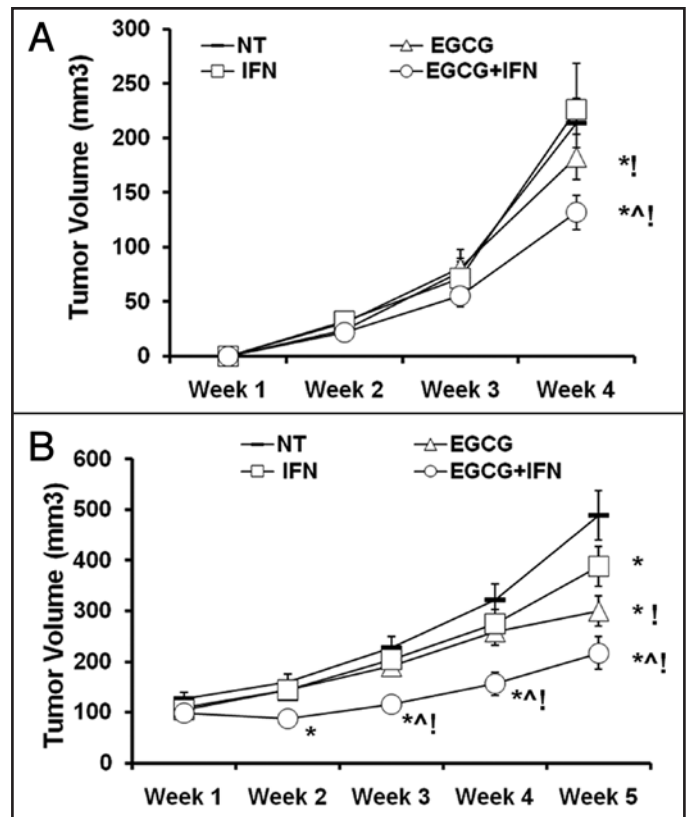 A
NT EGCG
IFN EGCG+IFN
Tumor Volume (mm3)
300
250
200
150
100
50
0
*!
*^!
Week 1 Week 2 Week 3 Week 4
B
NT EGCG
IFN EGCG+IFN
Tumor Volume (mm3)
600
500
400
300
200
100
0
*
* !
*^!
*^!
*^!
*
Week 1 Week 2 Week 3 Week 4 Week 5